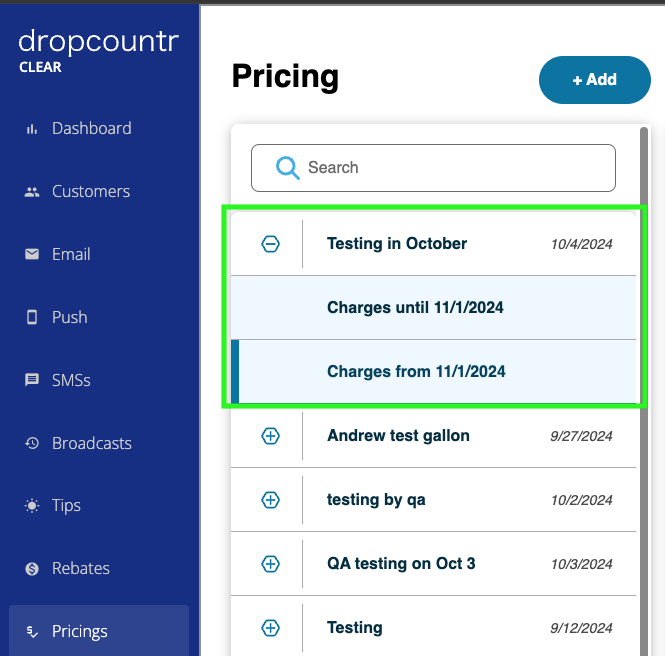 dropcountr
CLEAR
Dashboard
Customers
Email
Push
SMSs
Broadcasts
Tips
Rebates
Pricings
Pricing
+ Add
Search
Testing in October 10/4/2024
Charges until 11/1/2024
Charges from 11/1/2024
Andrew test gallon 9/27/2024
testing by qa 10/2/2024
QA testing on Oct 3 10/3/2024
Testing 9/12/2024